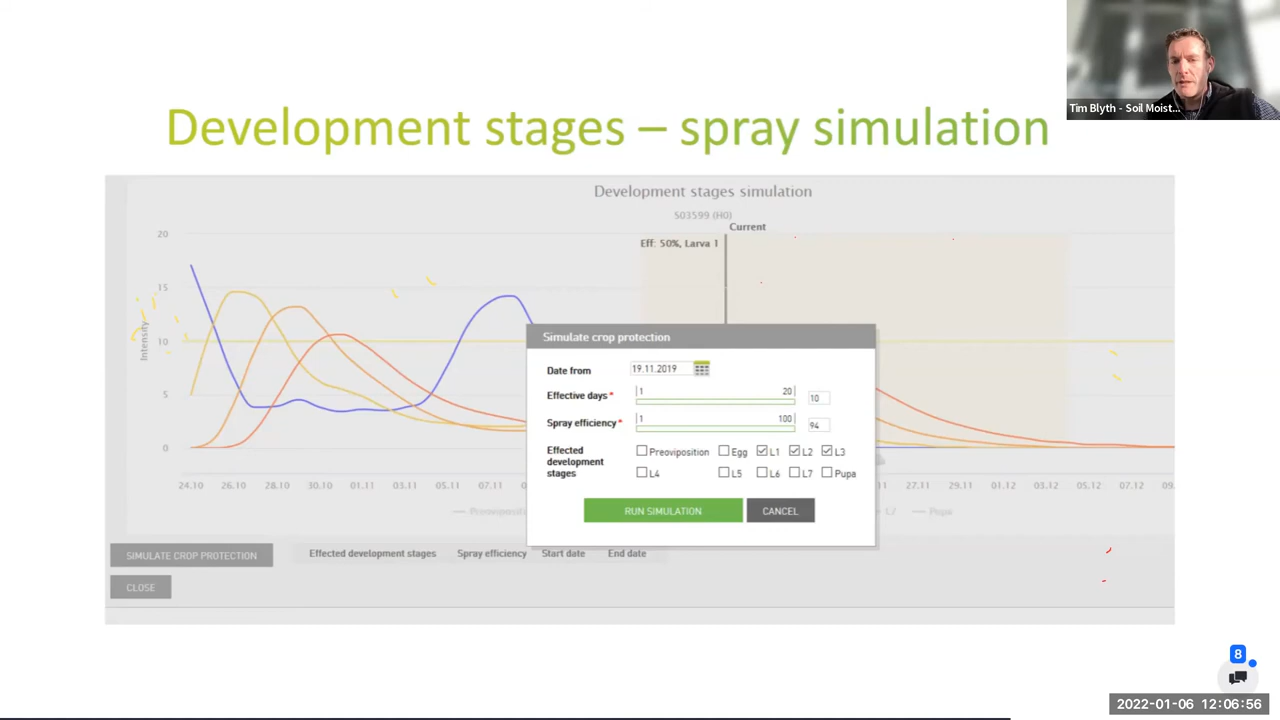 Tim Blyth - Soil Moist...
Development stages – spray simulation
Development stages simulation
S03599 (H0)
Current
Eff: 50%, Larva 1
20
15
10
5
0
Intensity
24.10 26.10 28.10 30.10 01.11 03.11 05.11 07.11
27.11 29.11 01.12 03.12 05.12 07.12 09.
Simulate crop protection
Date from 19.11.2019
Effective days * 1 20 10
Spray efficiency * 1 100 94
Effected development stages
Preoviposition Egg L1 L2 L3
L4 L5 L6 L7 Pupa
RUN SIMULATION CANCEL
L7 Pupa
SIMULATE CROP PROTECTION
Effected development stages Spray efficiency Start date End date
CLOSE
8
2022-01-06 12:06:56